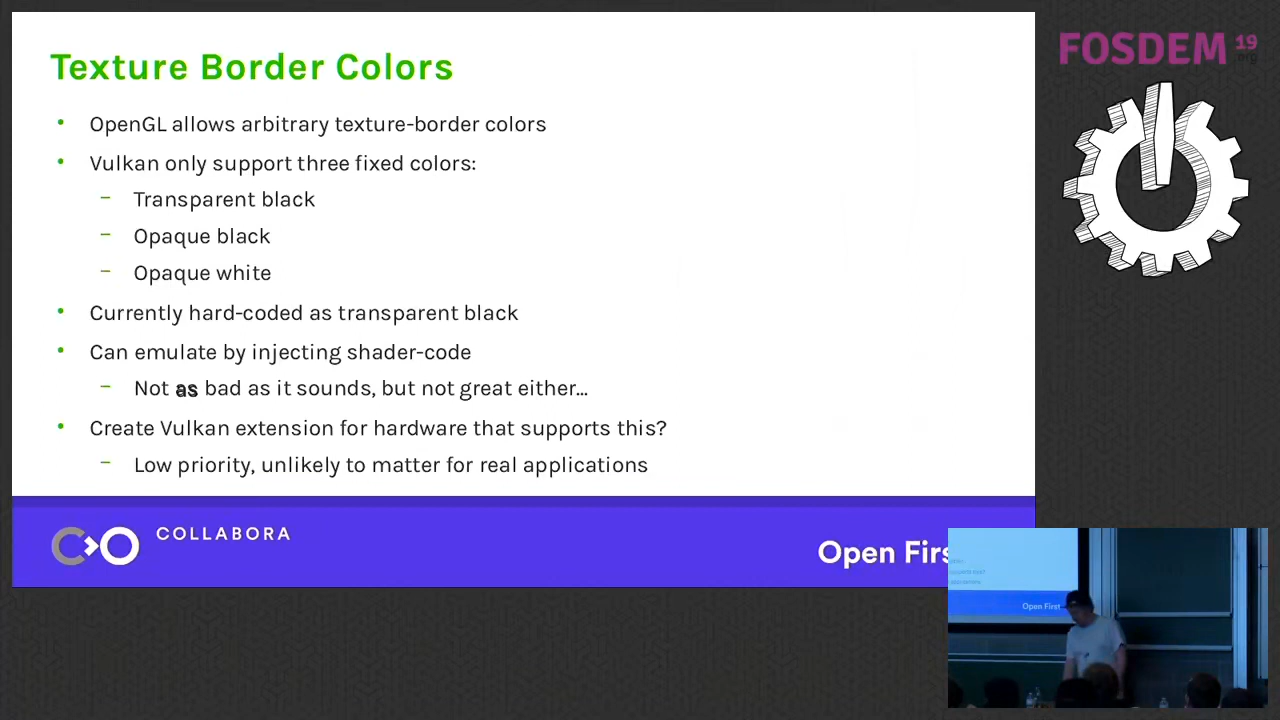 Texture Border Colors
• OpenGL allows arbitrary texture-border colors
• Vulkan only support three fixed colors:
– Transparent black
– Opaque black
– Opaque white
• Currently hard-coded as transparent black
• Can emulate by injecting shader-code
– Not as bad as it sounds, but not great either…
• Create Vulkan extension for hardware that supports this?
– Low priority, unlikely to matter for real applications
COLLABORA
Open Firs
FOSDEM 19
.org
Open First